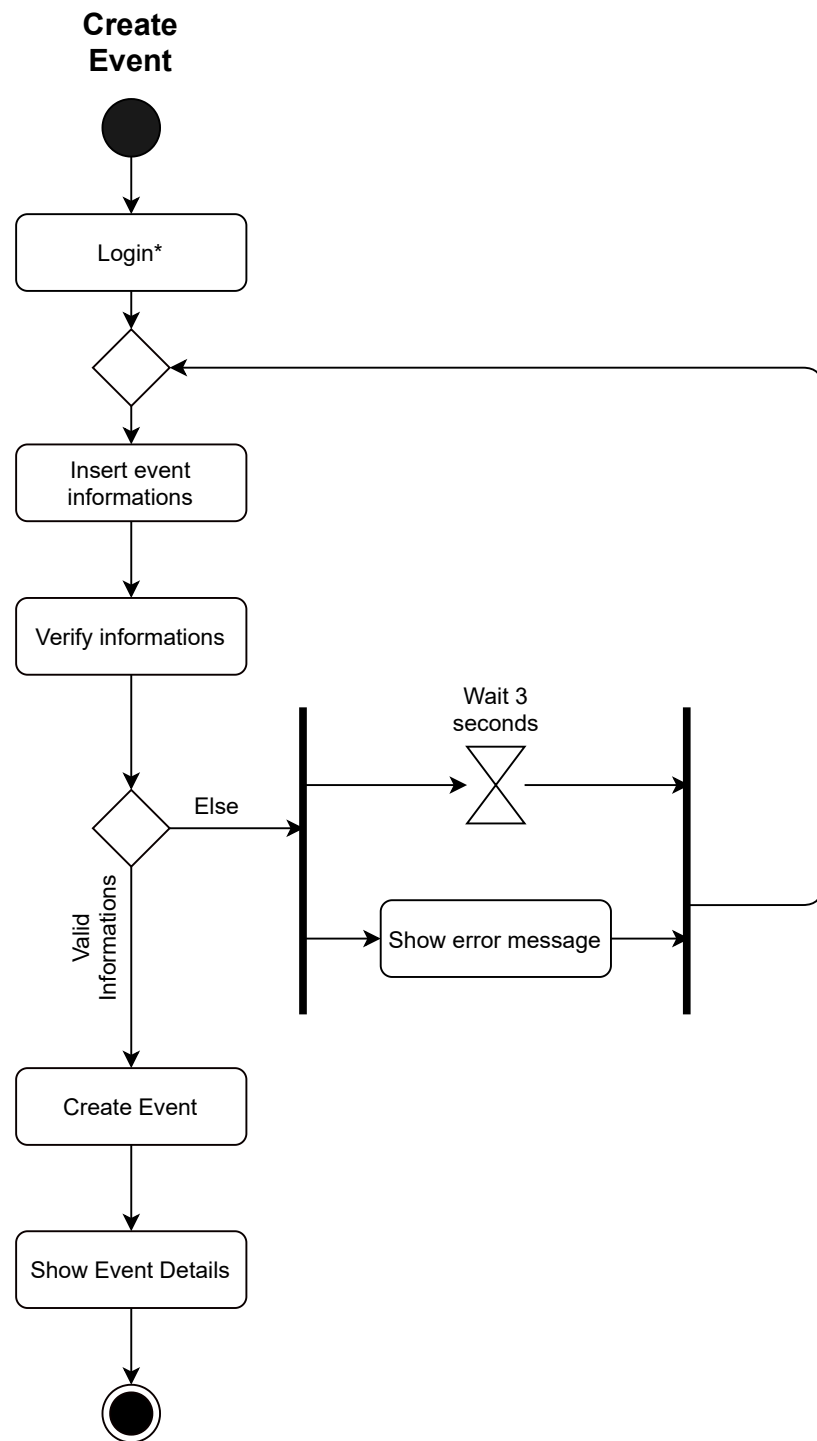 Create
Event
Login*
Insert event
informations
Verify informations
Wait 3
seconds
Else
Valid
Informations
Show error message
Create Event
Show Event Details